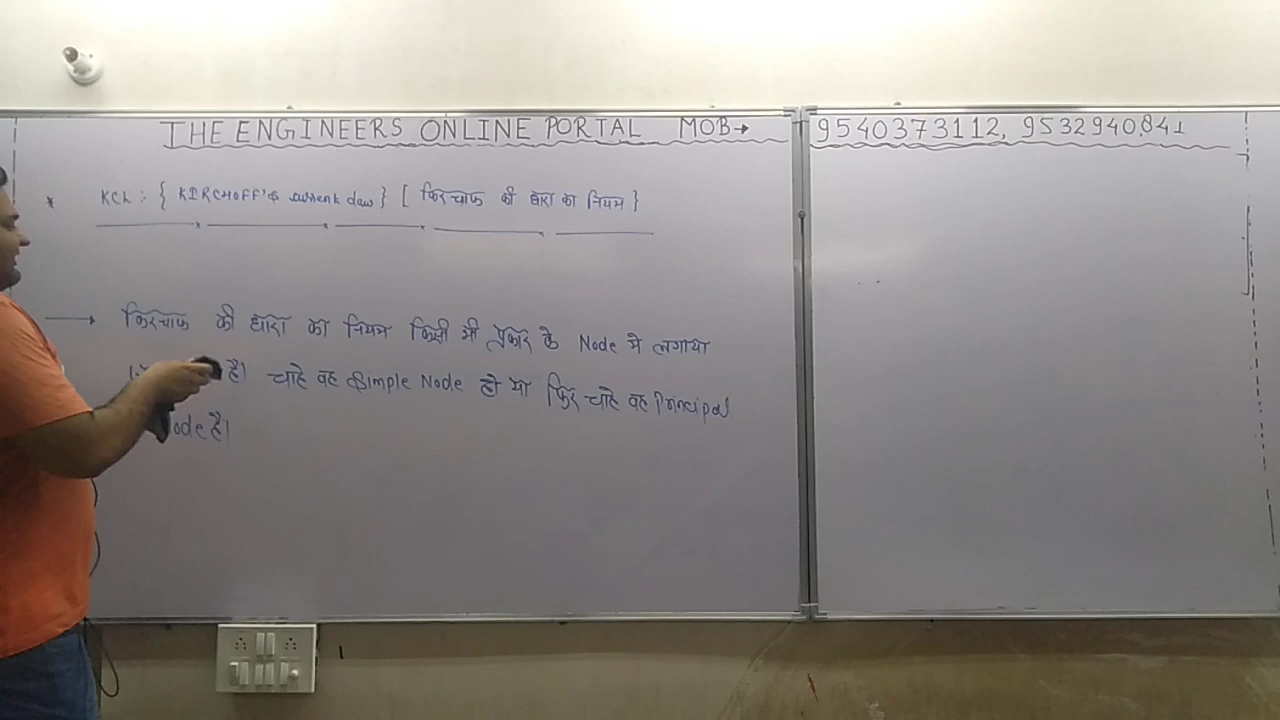 THE ENGINEERS ONLINE PORTAL MOB→ 9540373112, 9532940841
* KCL :- { KIRCHOFF'S current Law } [ किरचॉफ की धारा का नियम }
→ किरचॉफ की धारा का नियम किसी भी प्रकार के Node मे लगाया
है। चाहे वह Simple Node हो या फिर चाहे वह Principal
ode है।